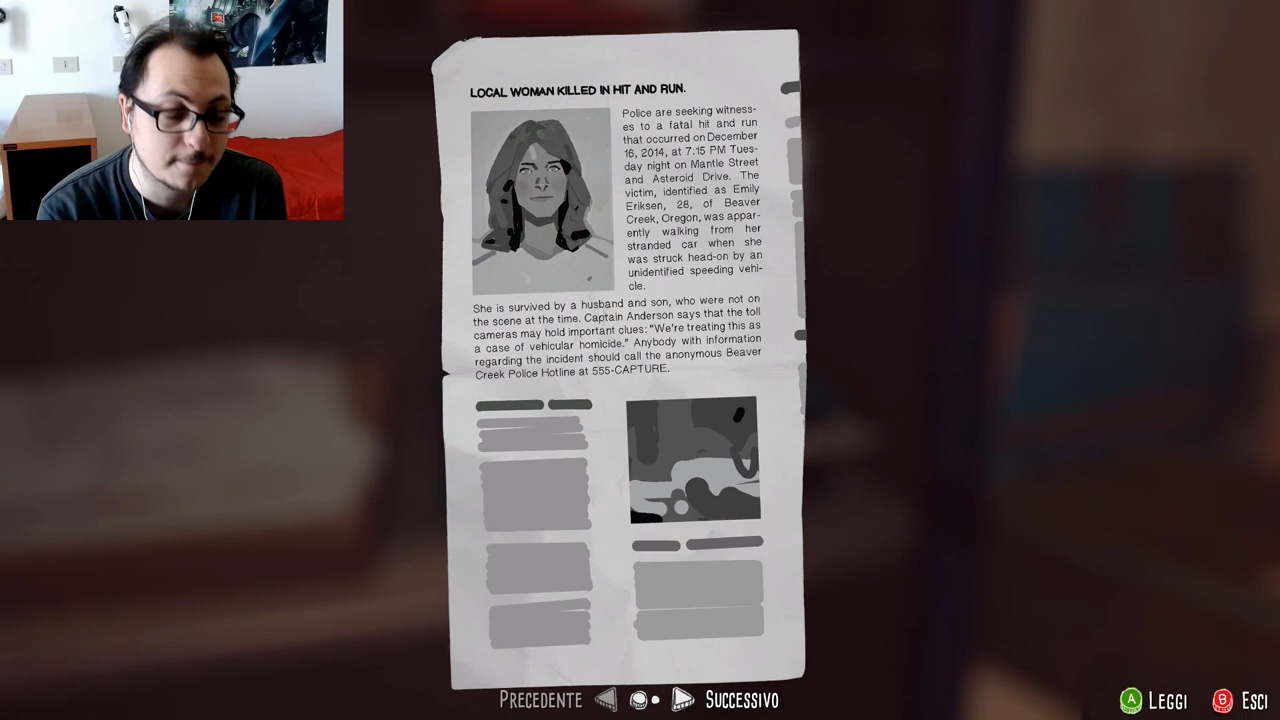 LOCAL WOMAN KILLED IN HIT AND RUN.
Police are seeking witness-
es to a fatal hit and run
that occurred on December
16, 2014, at 7:15 PM Tues-
day night on Mantle Street
and Asteroid Drive. The
victim, identified as Emily
Eriksen, 28, of Beaver
Creek, Oregon, was appar-
ently walking from her
stranded car when she
was struck head-on by an
unidentified speeding vehi-
cle.
She is survived by a husband and son, who were not on
the scene at the time. Captain Anderson says that the toll
cameras may hold important clues: "We're treating this as
a case of vehicular homicide." Anybody with information
regarding the incident should call the anonymous Beaver
Creek Police Hotline at 555-CAPTURE.
PRECEDENTE SUCCESSIVO
A LEGGI B ESCI